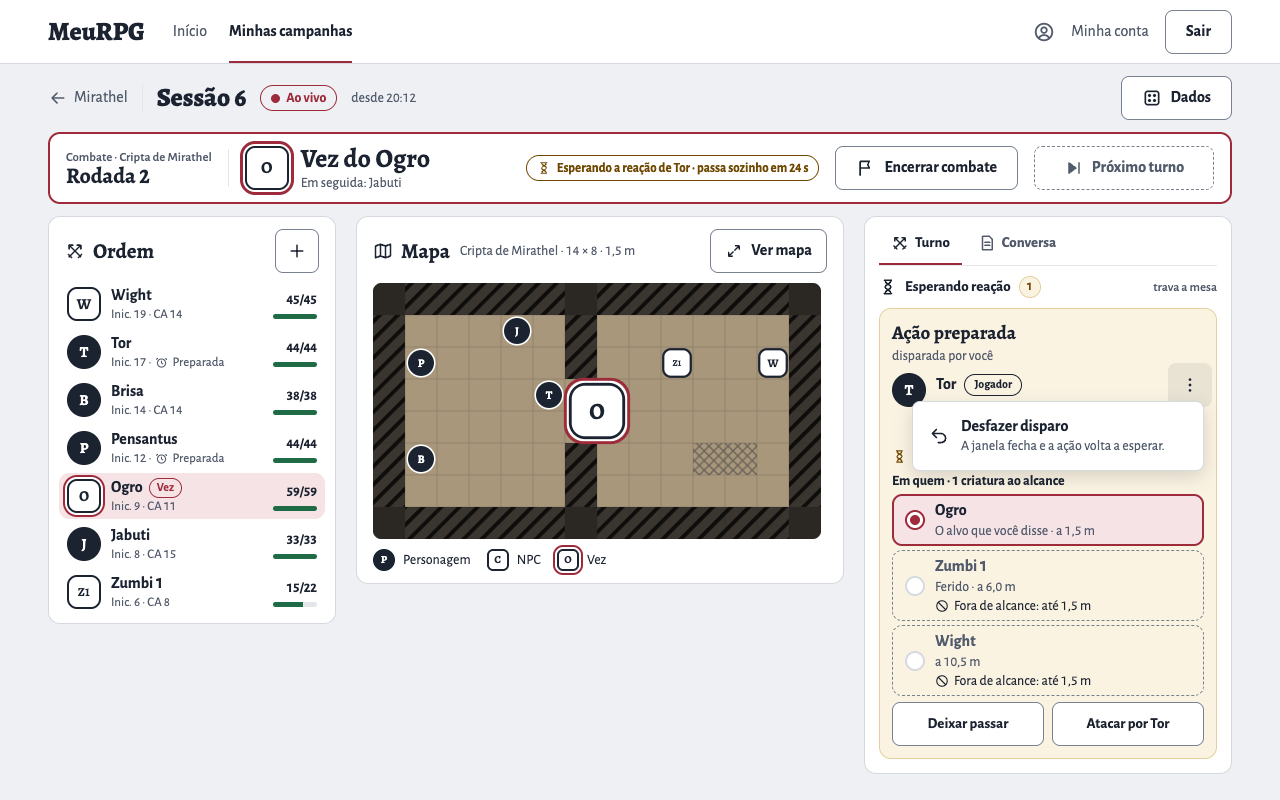 MeuRPG
Início
Minhas campanhas
Minha conta
Sair
Mirathel
Sessão 6
Ao vivo
desde 20:12
Dados
Combate · Cripta de Mirathel
Rodada 2
O
Vez do Ogro
Em seguida: Jabuti
Esperando a reação de Tor · passa sozinho em 24 s
Encerrar combate
Próximo turno
Ordem
W
Wight
Inic. 19 · CA 14
45/45
T
Tor
Inic. 17 · Preparada
44/44
B
Brisa
Inic. 14 · CA 14
38/38
P
Pensantus
Inic. 12 · Preparada
44/44
O
Ogro
Vez
Inic. 9 · CA 11
59/59
J
Jabuti
Inic. 8 · CA 15
33/33
Z1
Zumbi 1
Inic. 6 · CA 8
15/22
Mapa
Cripta de Mirathel · 14 × 8 · 1,5 m
Ver mapa
J
P
Z1
W
T
O
B
P
Personagem
C
NPC
O
Vez
Turno
Conversa
Esperando reação
1
trava a mesa
Ação preparada
disparada por você
T
Tor
Jogador
Desfazer disparo
A janela fecha e a ação volta a esperar.
Em quem · 1 criatura ao alcance
Ogro
O alvo que você disse · a 1,5 m
Zumbi 1
Ferido · a 6,0 m
Fora de alcance: até 1,5 m
Wight
a 10,5 m
Fora de alcance: até 1,5 m
Deixar passar
Atacar por Tor